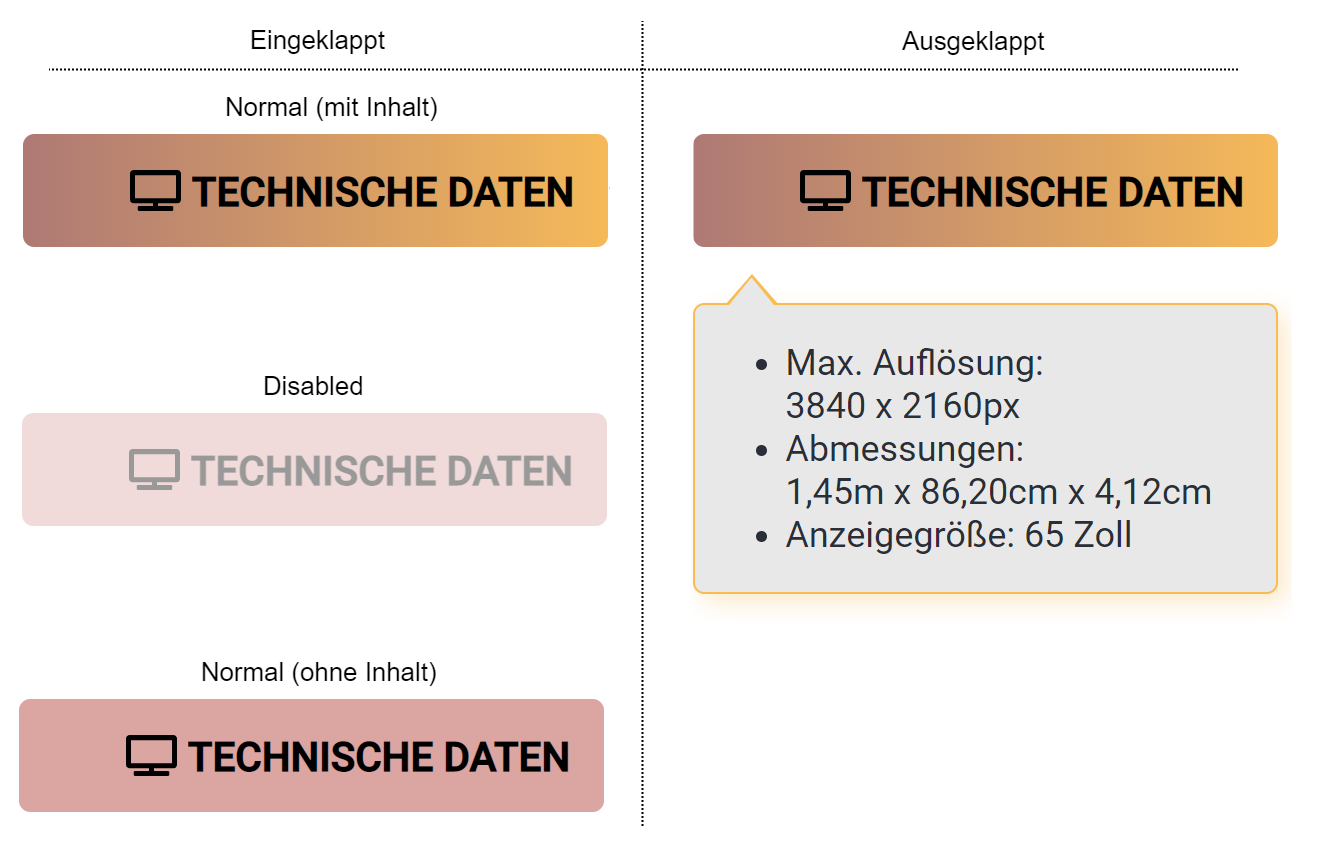 Eingeklappt
Ausgeklappt
Normal (mit Inhalt)
TECHNISCHE DATEN
TECHNISCHE DATEN
Max. Auflösung:
3840 x 2160px
Abmessungen:
1,45m x 86,20cm x 4,12cm
Anzeigegröße: 65 Zoll
Disabled
TECHNISCHE DATEN
Normal (ohne Inhalt)
TECHNISCHE DATEN